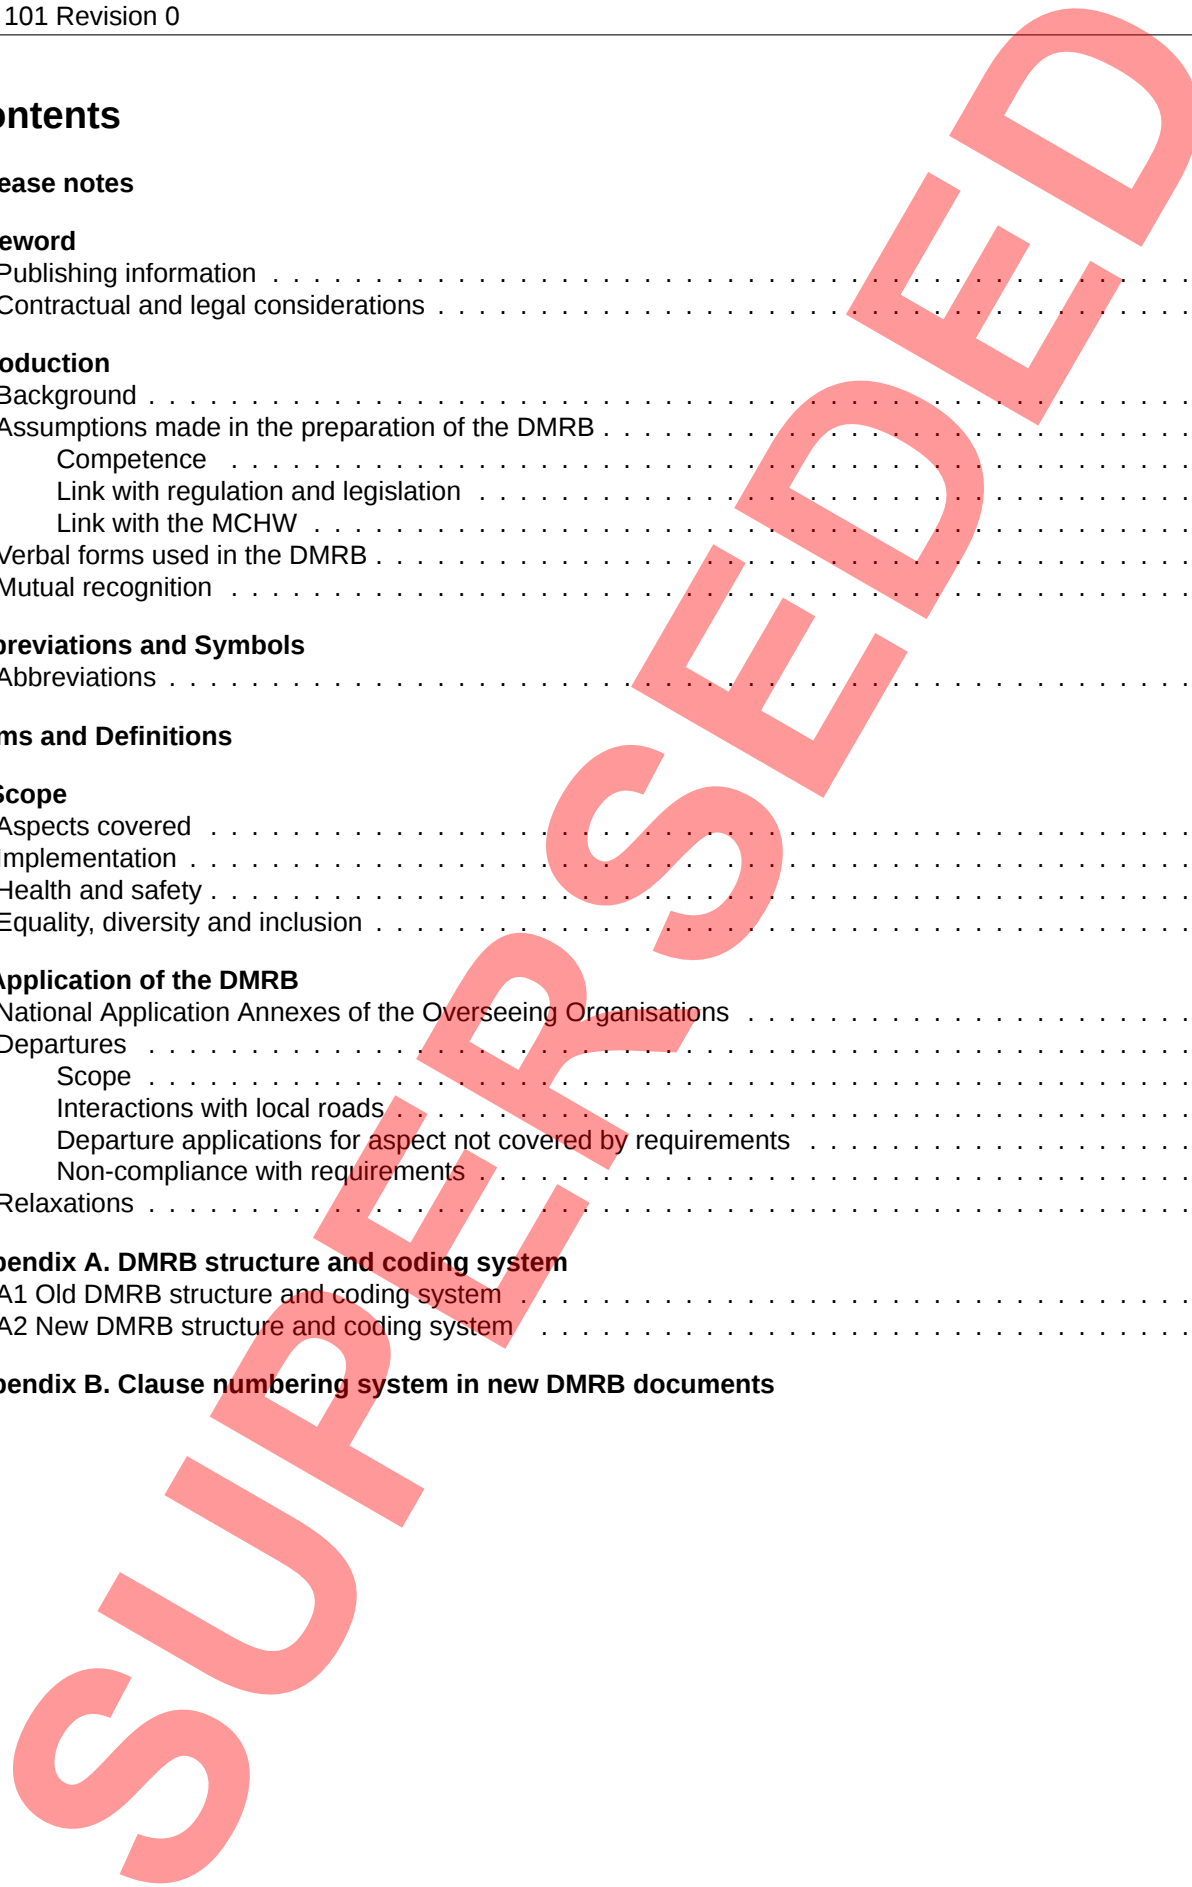 101 Revision 0
ontents
ease notes
eword
Publishing information . . . . . . . . . . . . . . . . . . . . . . . . . . . . . . . . . . . . . . . . . . . . .
Contractual and legal considerations . . . . . . . . . . . . . . . . . . . . . . . . . . . . . . . . . . . . .
oduction
Background . . . . . . . . . . . . . . . . . . . . . . . . . . . . . . . . . . . . . . . . . . . . . . . . . . .
Assumptions made in the preparation of the DMRB . . . . . . . . . . . . . . . . . . . . . . . . . . . . .
Competence . . . . . . . . . . . . . . . . . . . . . . . . . . . . . . . . . . . . . . . . . . . . . . .
Link with regulation and legislation . . . . . . . . . . . . . . . . . . . . . . . . . . . . . . . . . . .
Link with the MCHW . . . . . . . . . . . . . . . . . . . . . . . . . . . . . . . . . . . . . . . . . . .
Verbal forms used in the DMRB . . . . . . . . . . . . . . . . . . . . . . . . . . . . . . . . . . . . . . . .
Mutual recognition . . . . . . . . . . . . . . . . . . . . . . . . . . . . . . . . . . . . . . . . . . . . . . .
breviations and Symbols
Abbreviations . . . . . . . . . . . . . . . . . . . . . . . . . . . . . . . . . . . . . . . . . . . . . . . . . .
ms and Definitions
Scope
Aspects covered . . . . . . . . . . . . . . . . . . . . . . . . . . . . . . . . . . . . . . . . . . . . . . . .
Implementation . . . . . . . . . . . . . . . . . . . . . . . . . . . . . . . . . . . . . . . . . . . . . . . . .
Health and safety . . . . . . . . . . . . . . . . . . . . . . . . . . . . . . . . . . . . . . . . . . . . . . . .
Equality, diversity and inclusion . . . . . . . . . . . . . . . . . . . . . . . . . . . . . . . . . . . . . . . .
Application of the DMRB
National Application Annexes of the Overseeing Organisations . . . . . . . . . . . . . . . . . . . . . .
Departures . . . . . . . . . . . . . . . . . . . . . . . . . . . . . . . . . . . . . . . . . . . . . . . . . . .
Scope . . . . . . . . . . . . . . . . . . . . . . . . . . . . . . . . . . . . . . . . . . . . . . . . . . .
Interactions with local roads . . . . . . . . . . . . . . . . . . . . . . . . . . . . . . . . . . . . . . .
Departure applications for aspect not covered by requirements . . . . . . . . . . . . . . . . . . .
Non-compliance with requirements . . . . . . . . . . . . . . . . . . . . . . . . . . . . . . . . . . .
Relaxations . . . . . . . . . . . . . . . . . . . . . . . . . . . . . . . . . . . . . . . . . . . . . . . . . . .
pendix A. DMRB structure and coding system
A1 Old DMRB structure and coding system . . . . . . . . . . . . . . . . . . . . . . . . . . . . . . . . .
A2 New DMRB structure and coding system . . . . . . . . . . . . . . . . . . . . . . . . . . . . . . . .
pendix B. Clause numbering system in new DMRB documents
SUPERSEDED